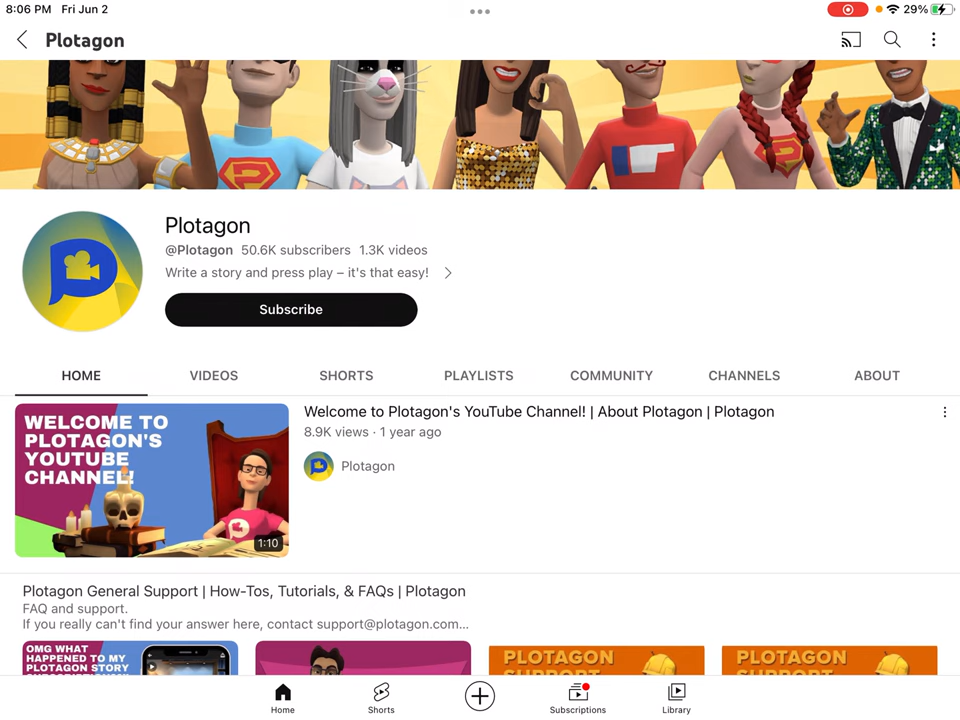 8:06 PM Fri Jun 2
29%
Plotagon
Plotagon
@Plotagon 50.6K subscribers 1.3K videos
Write a story and press play – it's that easy!
Subscribe
HOME VIDEOS SHORTS PLAYLISTS COMMUNITY CHANNELS ABOUT
WELCOME TO
PLOTAGON'S
YOUTUBE
CHANNEL!
1:10
Welcome to Plotagon's YouTube Channel! | About Plotagon | Plotagon
8.9K views · 1 year ago
Plotagon
Plotagon General Support | How-Tos, Tutorials, & FAQs | Plotagon
FAQ and support.
If you really can't find your answer here, contact support@plotagon.com...
OMG WHAT
HAPPENED TO MY
PLOTAGON STORY
PLOTAGON
PLOTAGON
Home Shorts Subscriptions Library